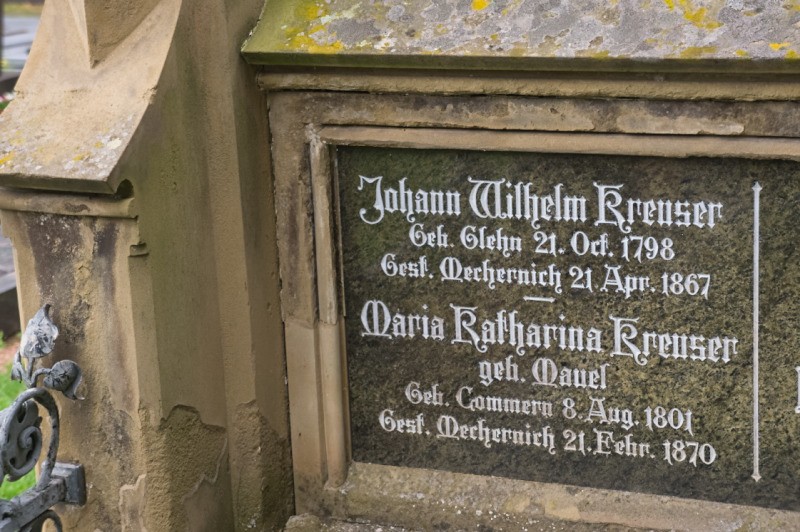 Johann Wilhelm Kreuser
Geb. Glehn 21. Oct. 1798
Gest. Mechernich 21. Apr. 1867
Maria Katharina Kreuser
geb. Mauel
Geb. Commern 8. Aug. 1801
Gest. Mechernich 21. Febr. 1870